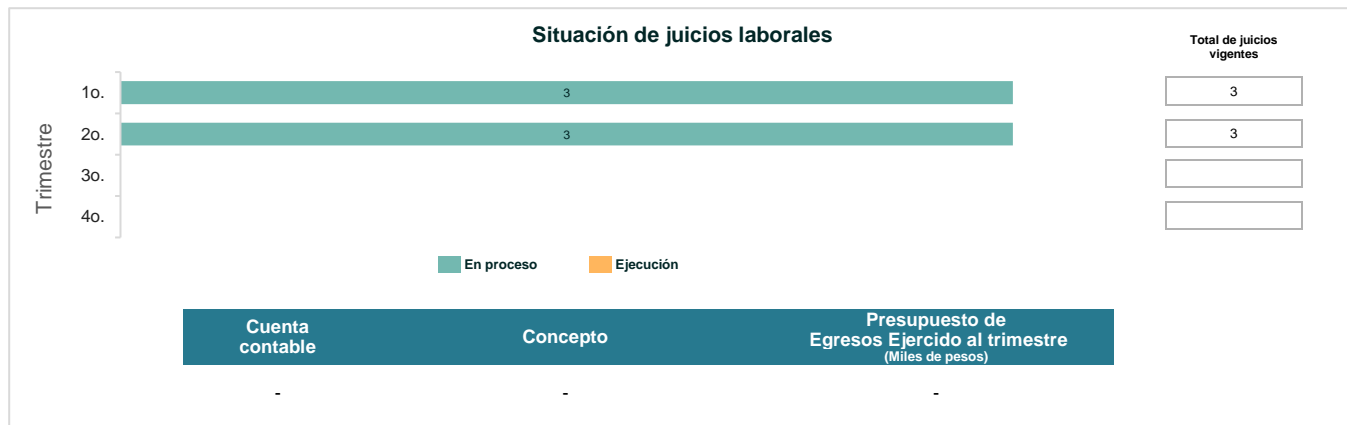 Situación de juicios laborales
Total de juicios
vigentes
Trimestre
1o.
3
3
2o.
3
3
3o.
4o.
En proceso
Ejecución
Cuenta
contable
Concepto
Presupuesto de
Egresos Ejercido al trimestre
(Miles de pesos)
-
-
-